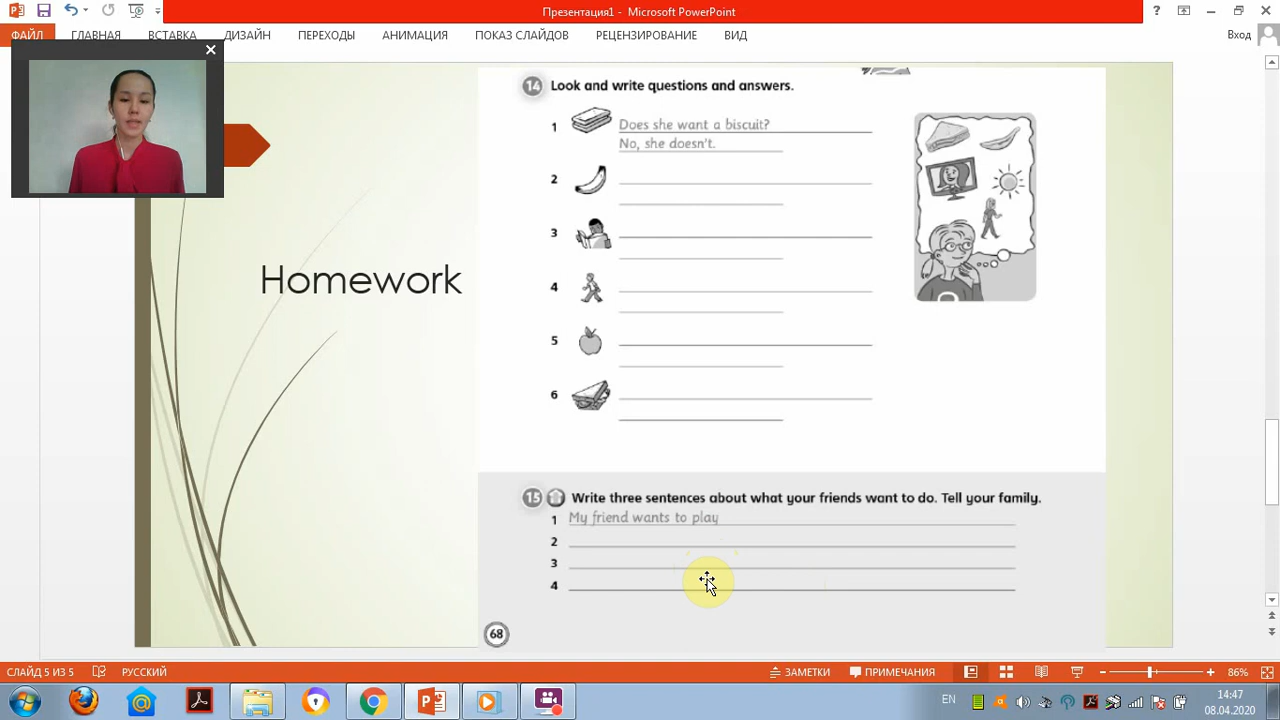 Презентация1 - Microsoft PowerPoint
?
ФАЙЛ ГЛАВНАЯ ВСТАВКА ДИЗАЙН ПЕРЕХОДЫ АНИМАЦИЯ ПОКАЗ СЛАЙДОВ РЕЦЕНЗИРОВАНИЕ ВИД Вход
Homework
14 Look and write questions and answers.
1 Does she want a biscuit?
No, she doesn't.
2
3
4
5
6
15 Write three sentences about what your friends want to do. Tell your family.
1 My friend wants to play
2
3
4
68
СЛАЙД 5 ИЗ 5 РУССКИЙ ЗАМЕТКИ ПРИМЕЧАНИЯ 86%
EN 14:47
08.04.2020